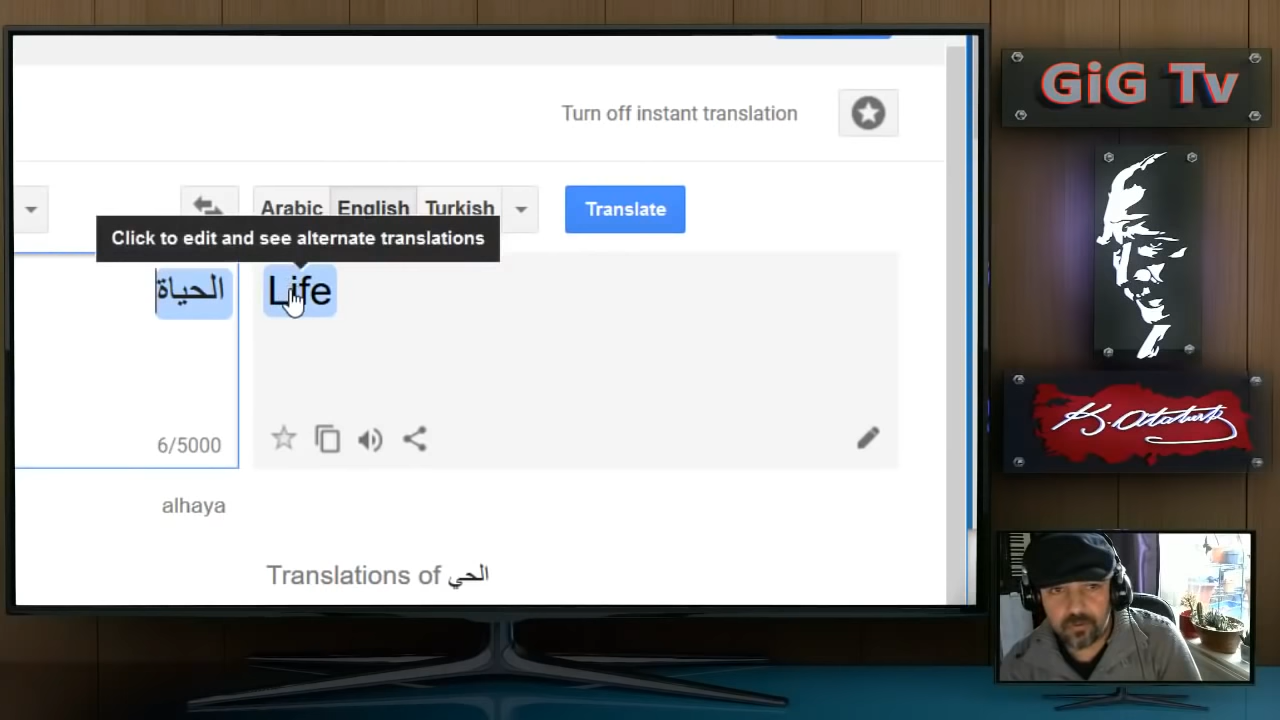 GiG Tv
Turn off instant translation
Arabic English Turkish
Translate
Click to edit and see alternate translations
الحياة
Life
6/5000
alhaya
Translations of الحي
K. Atatürk